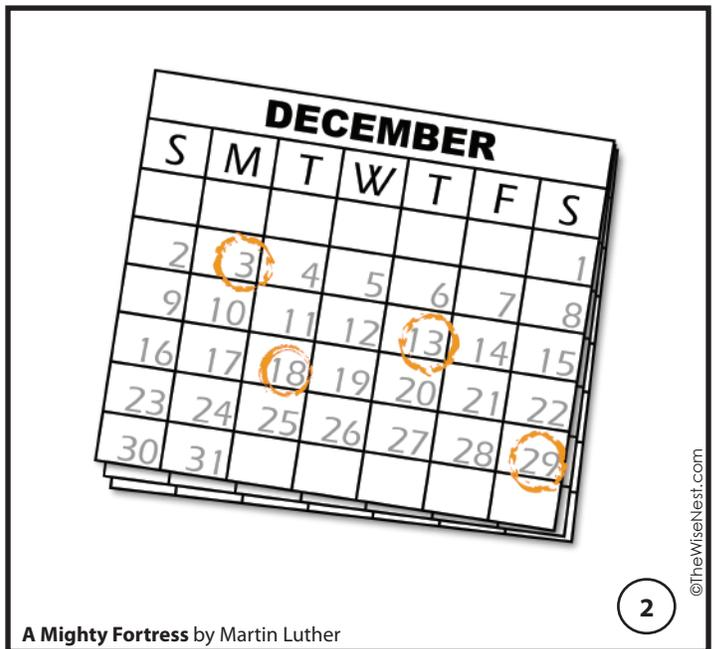 DECEMBER
S M T W T F S
1
2 3 4 5 6 7 8
9 10 11 12 13 14 15
16 17 18 19 20 21 22
23 24 25 26 27 28 29
30 31
©TheWiseNest.com
2
A Mighty Fortress by Martin Luther